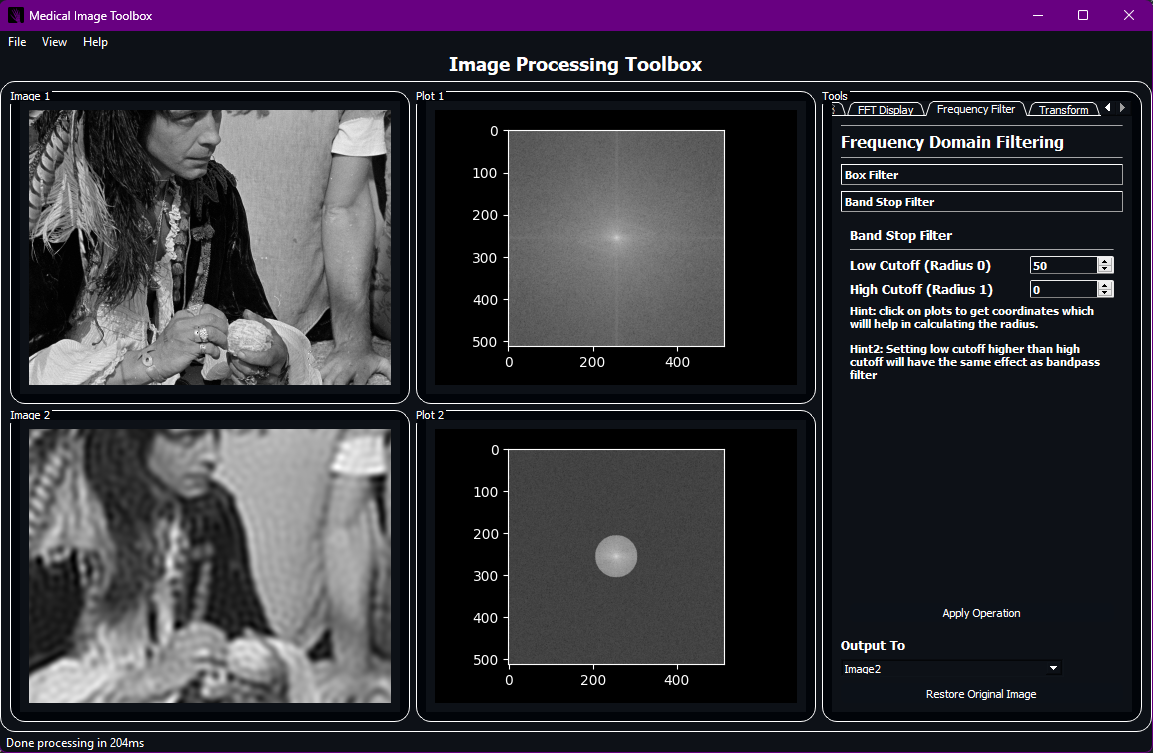 Medical Image Toolbox
File View Help
Image Processing Toolbox
Image 1
Plot 1
0
100
200
300
400
500
0 200 400
Image 2
Plot 2
0
100
200
300
400
500
0 200 400
Tools
FFT Display Frequency Filter Transform
Frequency Domain Filtering
Box Filter
Band Stop Filter
Band Stop Filter
Low Cutoff (Radius 0) 50
High Cutoff (Radius 1) 0
Hint: click on plots to get coordinates which
willl help in calculating the radius.
Hint2: Setting low cutoff higher than high
cutoff will have the same effect as bandpass
filter
Apply Operation
Output To
Image2
Restore Original Image
Done processing in 204ms